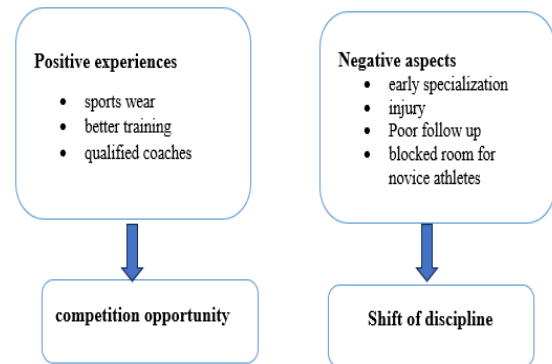 Positive experiences
• sports wear
• better training
• qualified coaches
competition opportunity
Negative aspects
• early specialization
• injury
• Poor follow up
• blocked room for
novice athletes
Shift of discipline